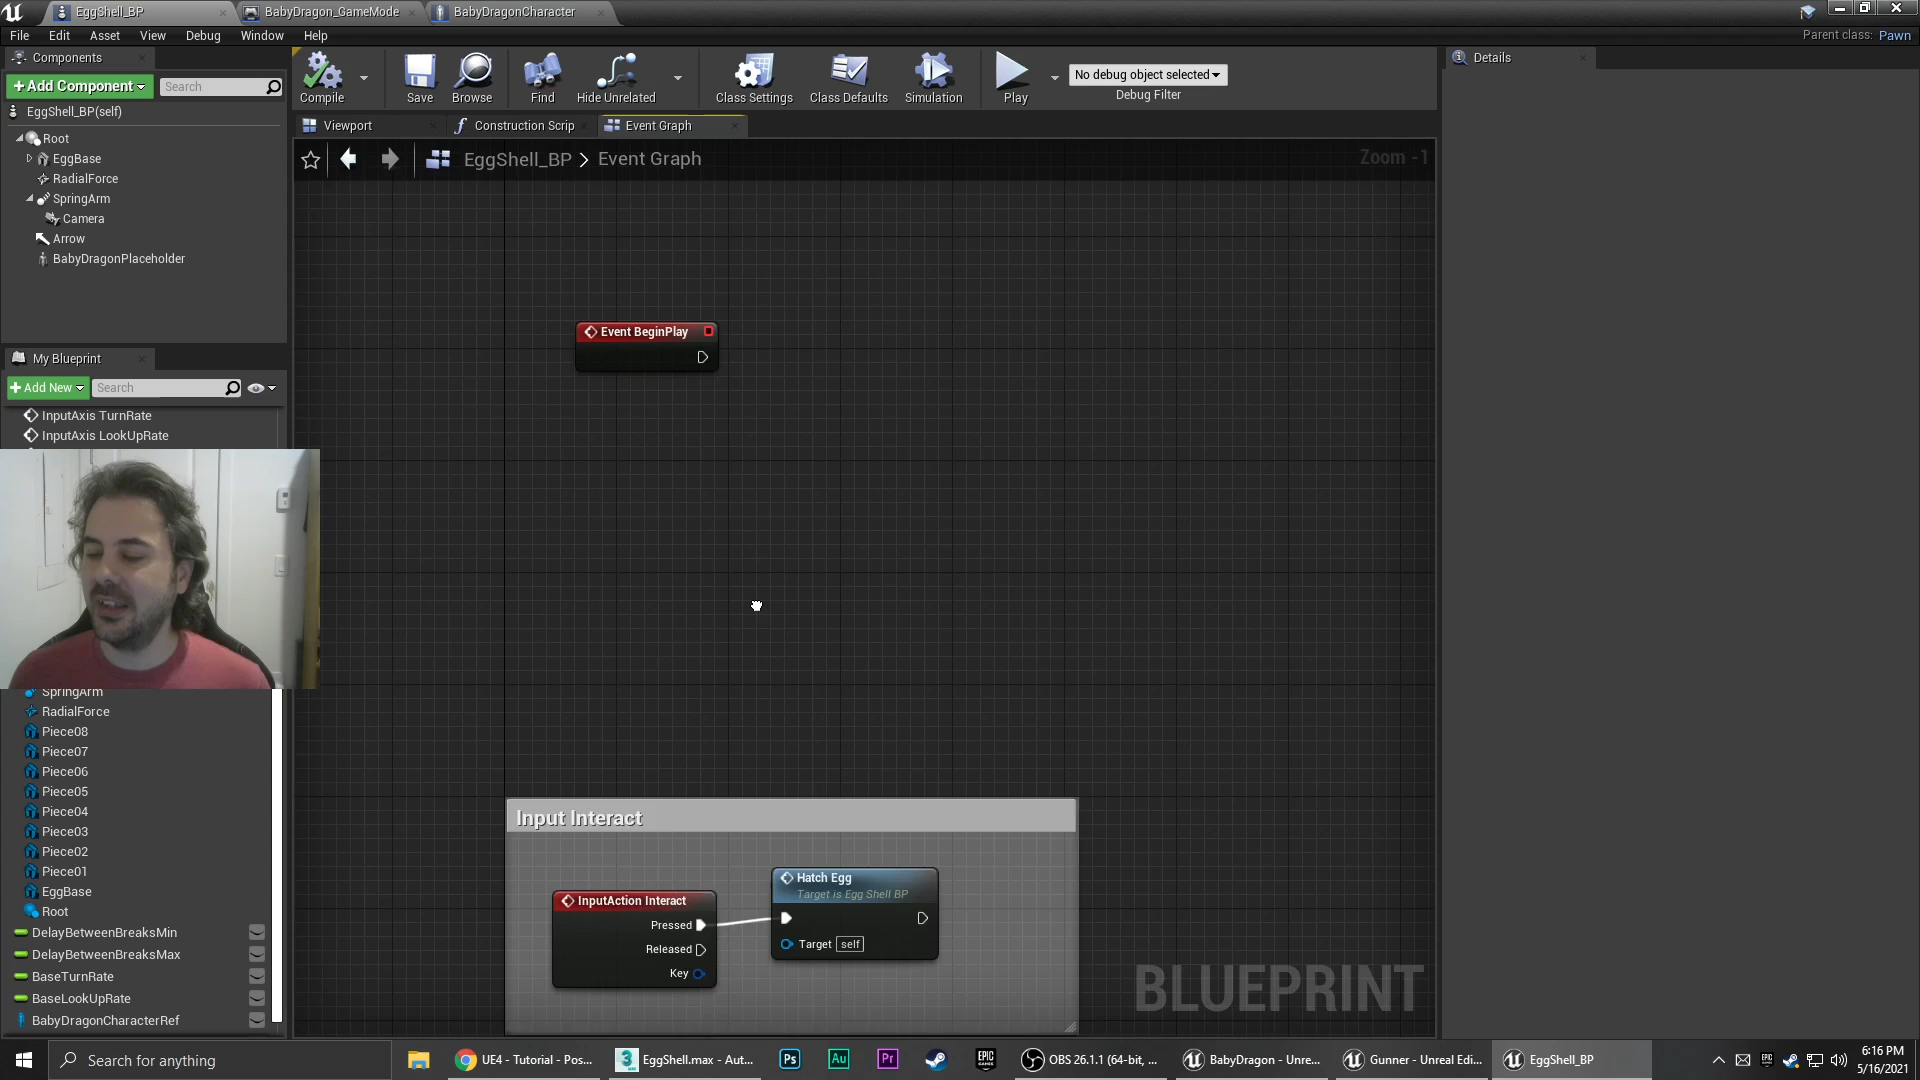 EggShell_BP
BabyDragon_GameMode
BabyDragonCharacter
File Edit Asset View Debug Window Help
Parent class: Pawn
Components
+Add Component
Search
EggShell_BP(self)
Root
EggBase
RadialForce
SpringArm
Camera
Arrow
BabyDragonPlaceholder
Compile
Save
Browse
Find
Hide Unrelated
Class Settings
Class Defaults
Simulation
Play
No debug object selected
Debug Filter
Details
Viewport
Construction Scrip
Event Graph
EggShell_BP > Event Graph
Zoom -1
Event BeginPlay
My Blueprint
+Add New
Search
InputAxis TurnRate
InputAxis LookUpRate
SpringArm
RadialForce
Piece08
Piece07
Piece06
Piece05
Piece04
Piece03
Piece02
Piece01
EggBase
Root
DelayBetweenBreaksMin
DelayBetweenBreaksMax
BaseTurnRate
BaseLookUpRate
BabyDragonCharacterRef
Input Interact
InputAction Interact
Pressed
Released
Key
Hatch Egg
Target is Egg Shell BP
Target self
BLUEPRINT
Search for anything
UE4 - Tutorial - Pos...
EggShell.max - Aut...
Ps
Au
Pr
EPIC GAMES
OBS 26.1.1 (64-bit, ...
BabyDragon - Unre...
Gunner - Unreal Edi...
EggShell_BP
6:16 PM
5/16/2021